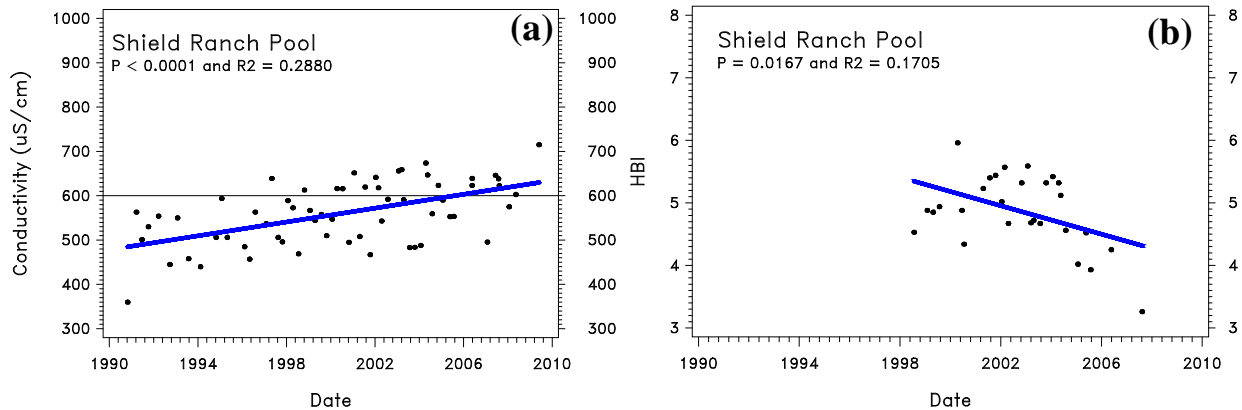 (a)
Shield Ranch Pool
P < 0.0001 and R2 = 0.2880
Conductivity (uS/cm)
1000
900
800
700
600
500
400
300
1000
900
800
700
600
500
400
300
1990 1994 1998 2002 2006 2010
Date
(b)
Shield Ranch Pool
P = 0.0167 and R2 = 0.1705
HBI
8
7
6
5
4
3
8
7
6
5
4
3
1990 1994 1998 2002 2006 2010
Date